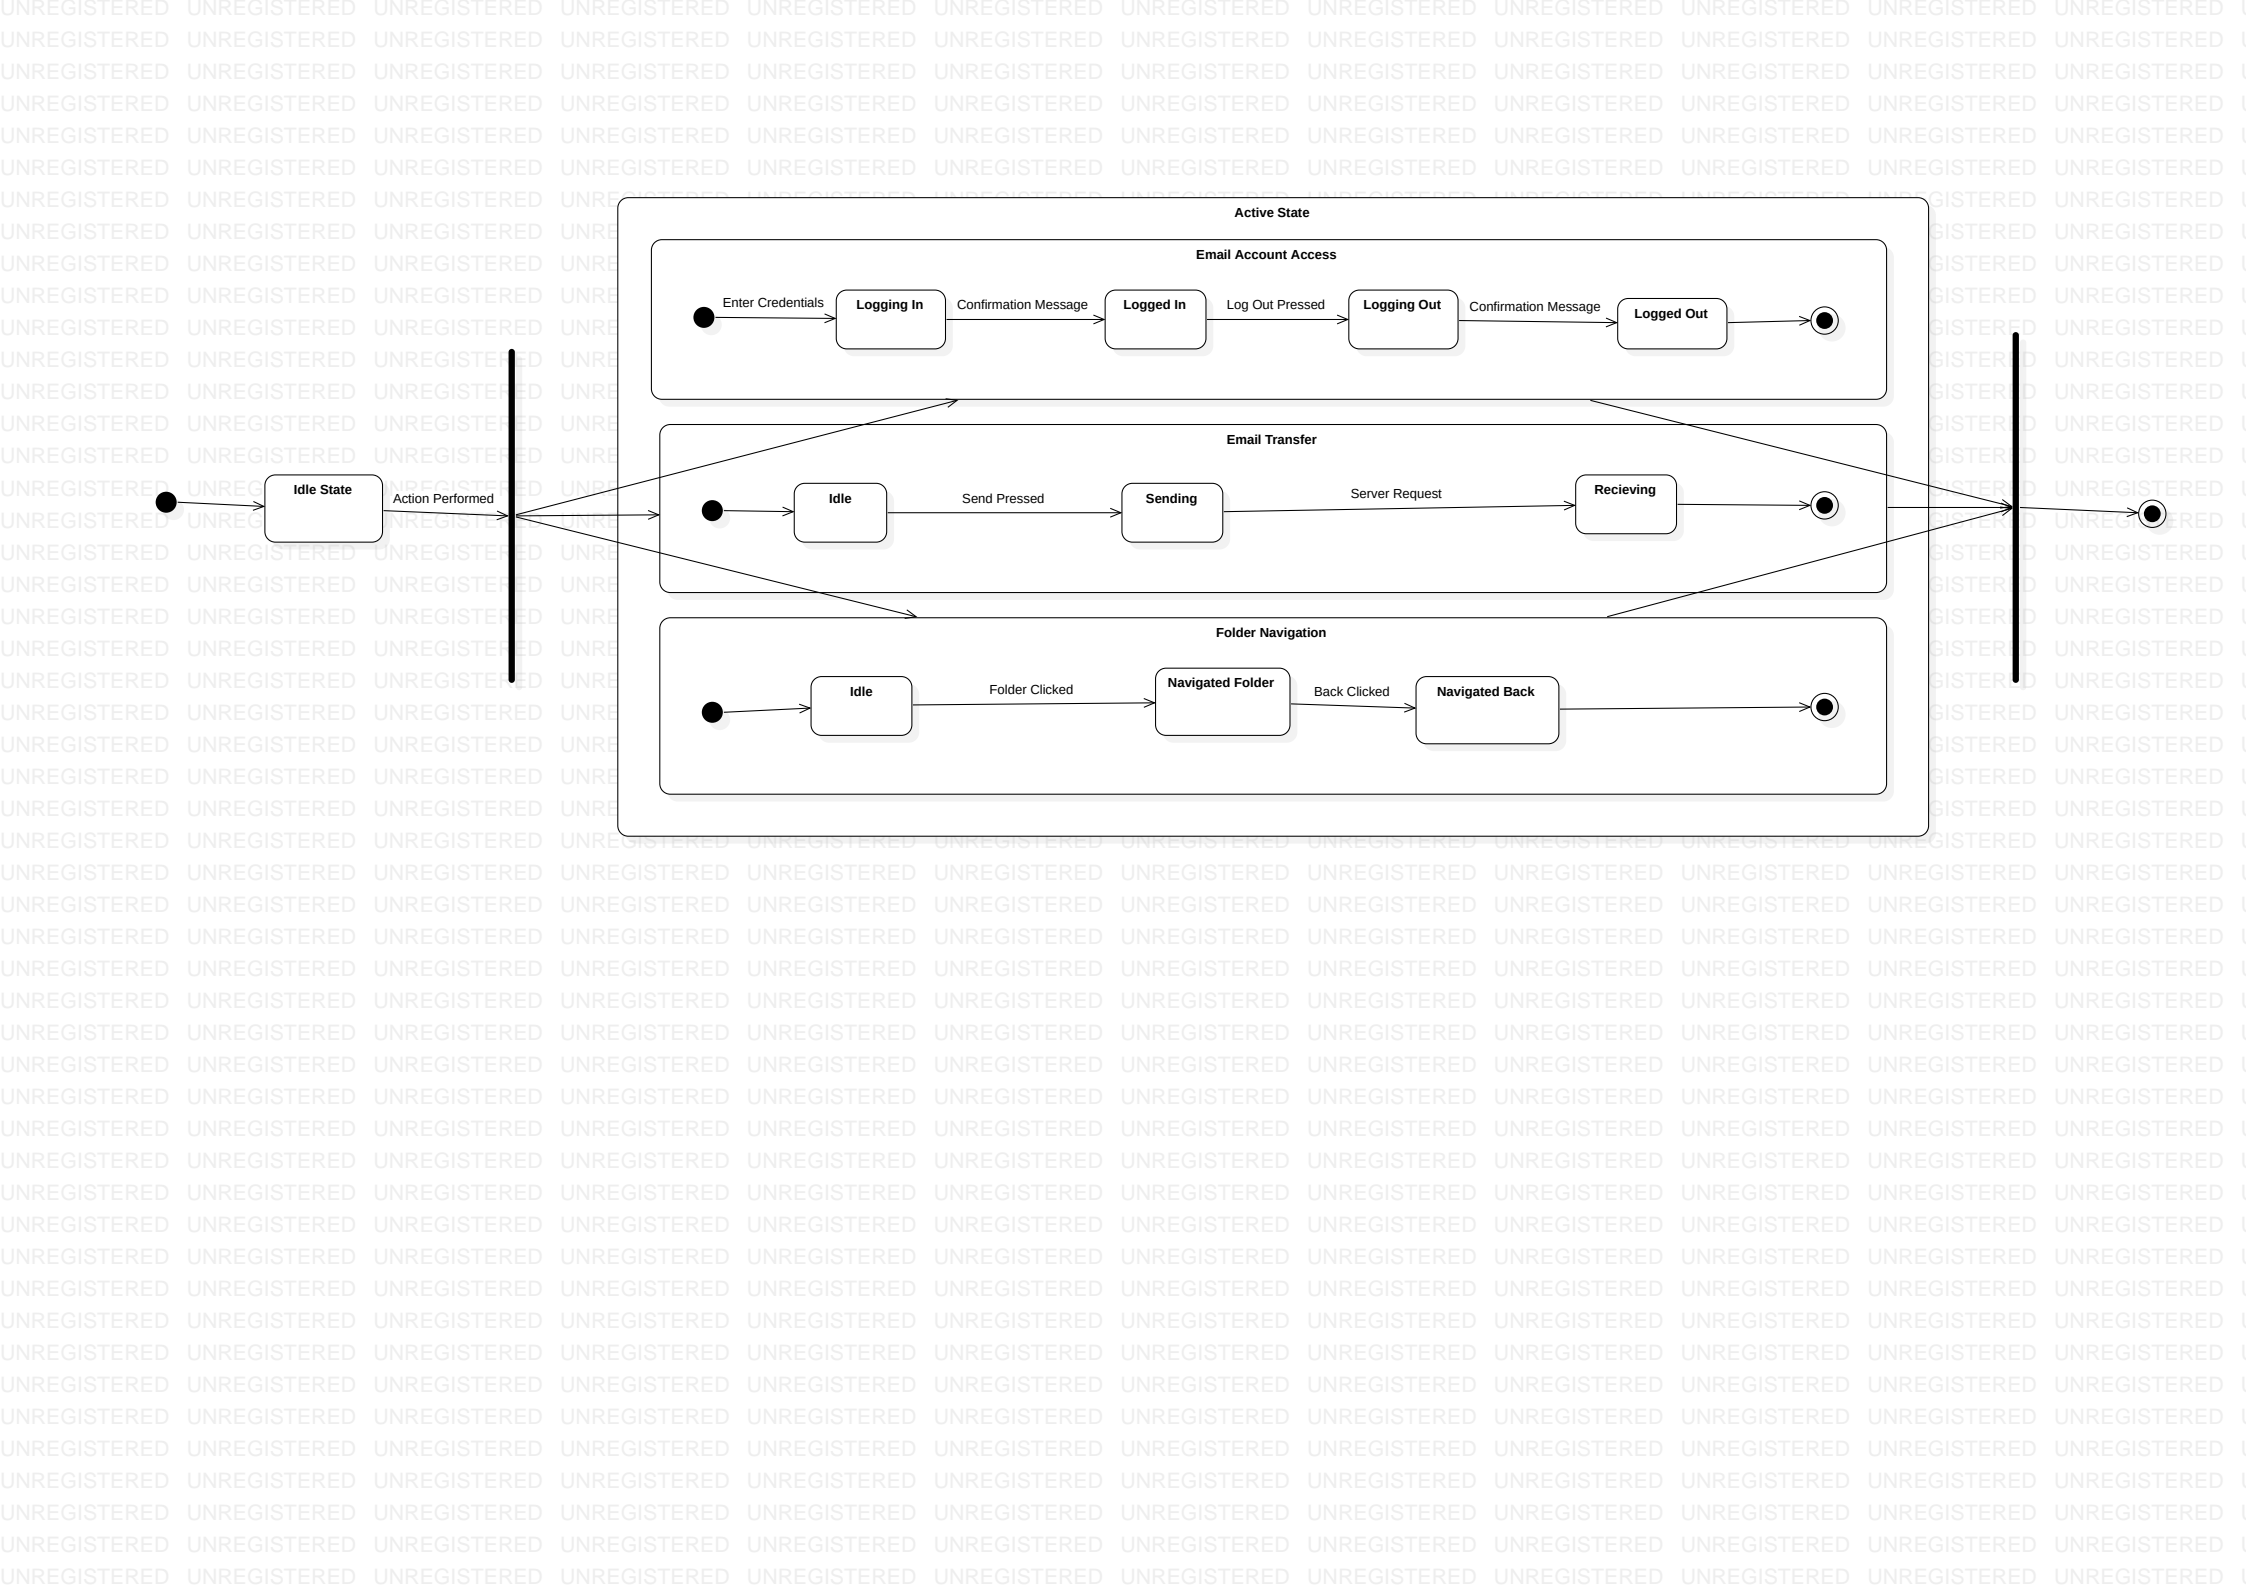 Active State
Email Account Access
Enter Credentials
Logging In
Confirmation Message
Logged In
Log Out Pressed
Logging Out
Confirmation Message
Logged Out
Idle State
Action Performed
Email Transfer
Idle
Send Pressed
Sending
Server Request
Recieving
Folder Navigation
Idle
Folder Clicked
Navigated Folder
Back Clicked
Navigated Back
UNREGISTERED